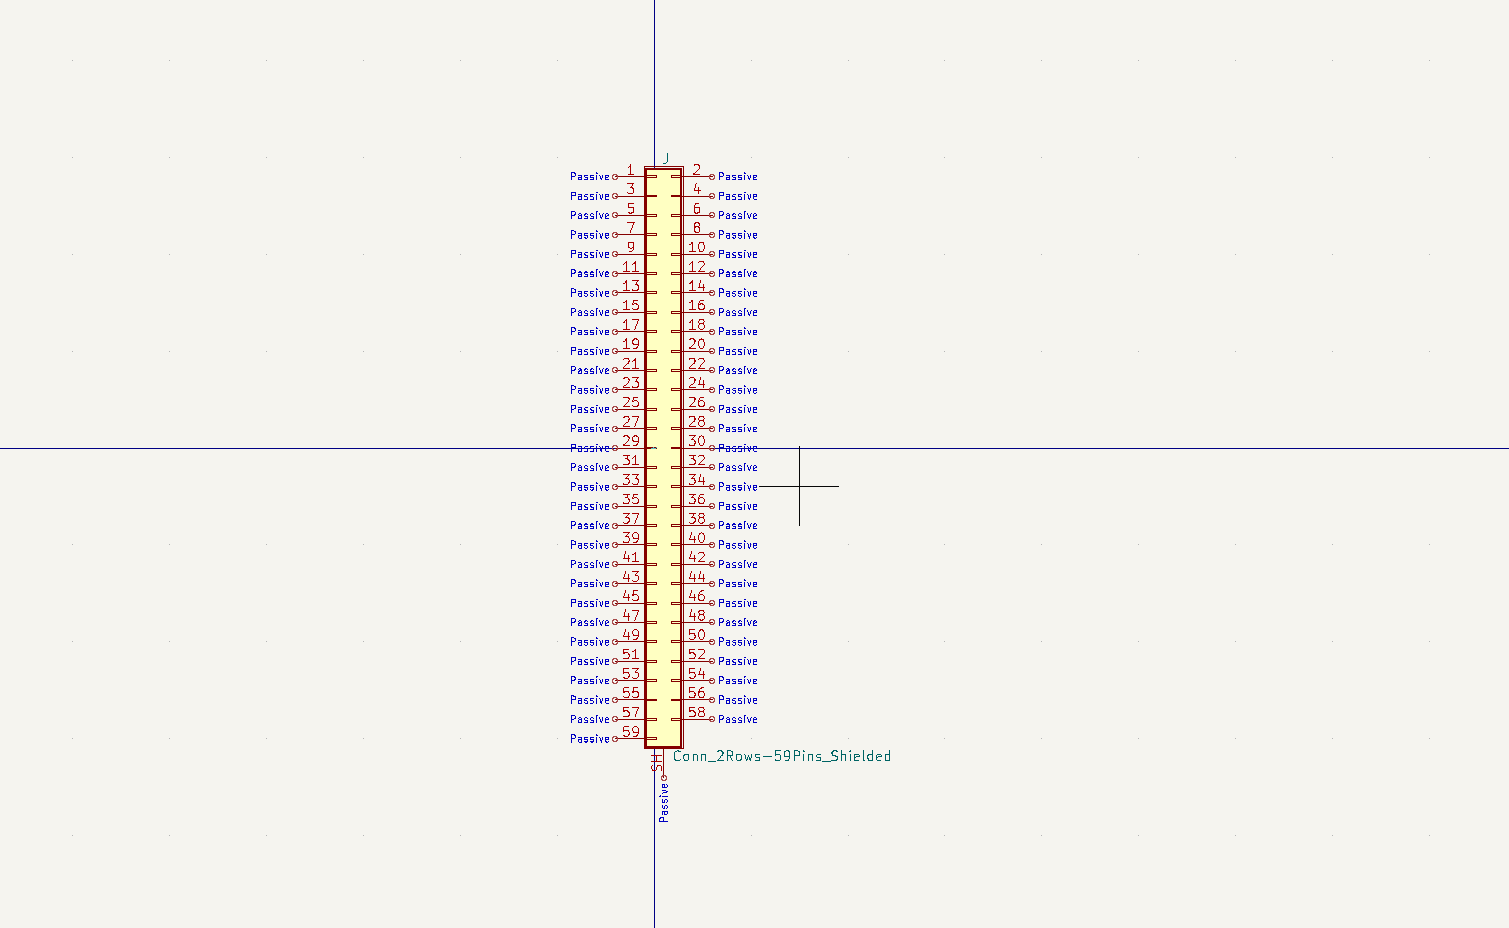 J
Passive 1 2 Passive
Passive 3 4 Passive
Passive 5 6 Passive
Passive 7 8 Passive
Passive 9 10 Passive
Passive 11 12 Passive
Passive 13 14 Passive
Passive 15 16 Passive
Passive 17 18 Passive
Passive 19 20 Passive
Passive 21 22 Passive
Passive 23 24 Passive
Passive 25 26 Passive
Passive 27 28 Passive
Passive 29 30 Passive
Passive 31 32 Passive
Passive 33 34 Passive
Passive 35 36 Passive
Passive 37 38 Passive
Passive 39 40 Passive
Passive 41 42 Passive
Passive 43 44 Passive
Passive 45 46 Passive
Passive 47 48 Passive
Passive 49 50 Passive
Passive 51 52 Passive
Passive 53 54 Passive
Passive 55 56 Passive
Passive 57 58 Passive
Passive 59
Conn_2Rows-59Pins_Shielded
SH
Passive